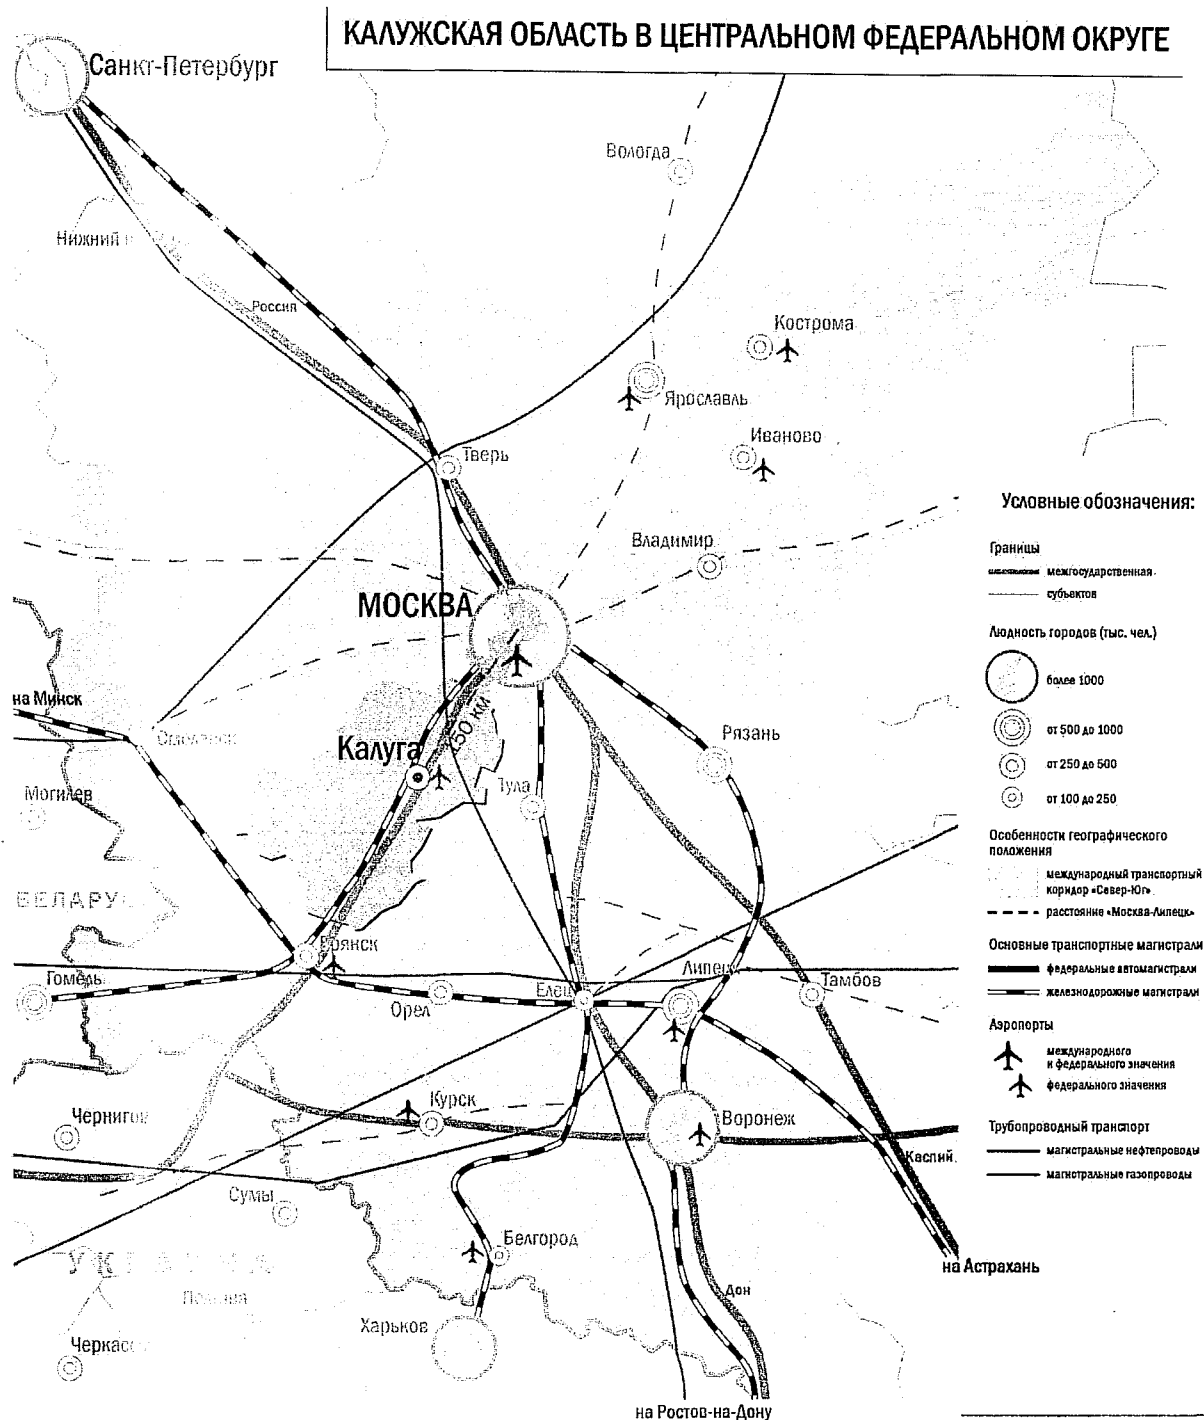 КАЛУЖСКАЯ ОБЛАСТЬ В ЦЕНТРАЛЬНОМ ФЕДЕРАЛЬНОМ ОКРУГЕ
Санкт-Петербург
Вологда
Нижний
Россия
Кострома
Ярославль
Иваново
Тверь
Владимир
МОСКВА
на Минск
Смоленск
Калуга
150 км
Рязань
Могилев
Тула
БЕЛАРУ
Брянск
Гомель
Орел
Елец
Липец
Тамбов
Чернигов
Курск
Воронеж
Каспий
Сумы
Белгород
на Астрахань
УКРАИНА
Дон
Харьков
Черкасс
на Ростов-на-Дону
Условные обозначения:
Границы
межгосударственная
субъектов
Людность городов (тыс. чел.)
более 1000
от 500 до 1000
от 250 до 500
от 100 до 250
Особенности географического
положения
международный транспортный
коридор «Север-Юг»
расстояние «Москва-Липецк»
Основные транспортные магистрали
федеральные автомагистрали
железнодорожные магистрали
Аэропорты
международного
и федерального значения
федерального значения
Трубопроводный транспорт
магистральные нефтепроводы
магистральные газопроводы